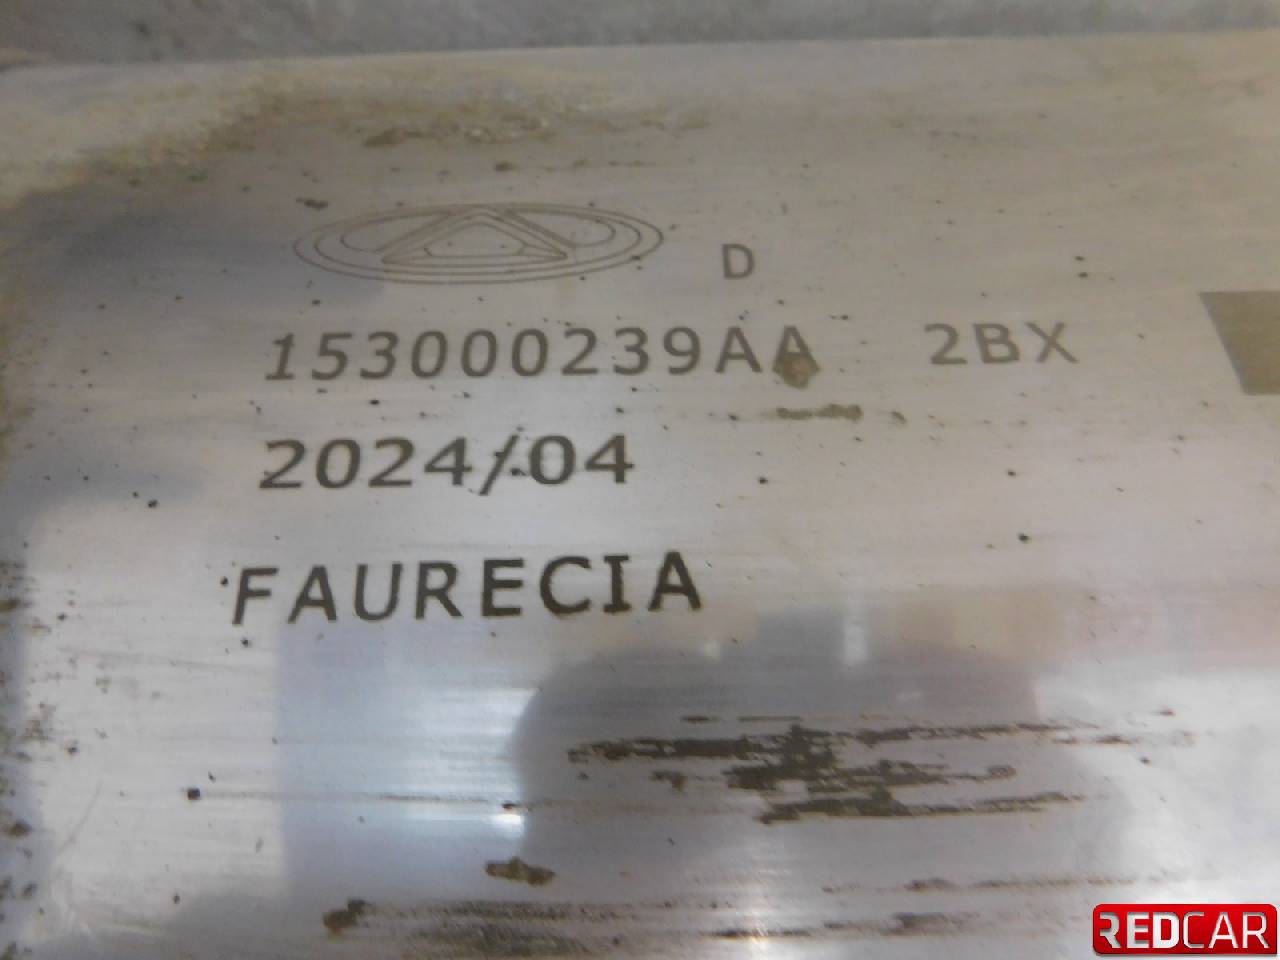 D
153000239AA 2BX
2024/04
FAURECIA
REDCAR